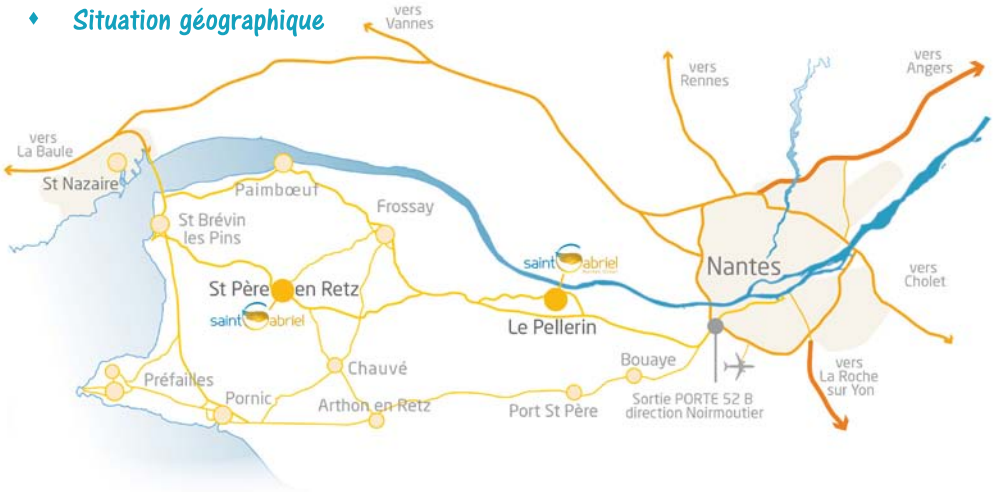 ♦ Situation géographique
vers
Vannes
vers
Rennes
vers
Angers
vers
La Baule
St Nazaire
Paimbœuf
Frossay
St Brévin
les Pins
saint Gabriel
Nantes
vers
Cholet
St Père en Retz
saint Gabriel
Le Pellerin
Préfailles
Chauvé
Bouaye
vers
La Roche
sur Yon
Pornic
Arthon en Retz
Port St Père
Sortie PORTE 52 B
direction Noirmoutier